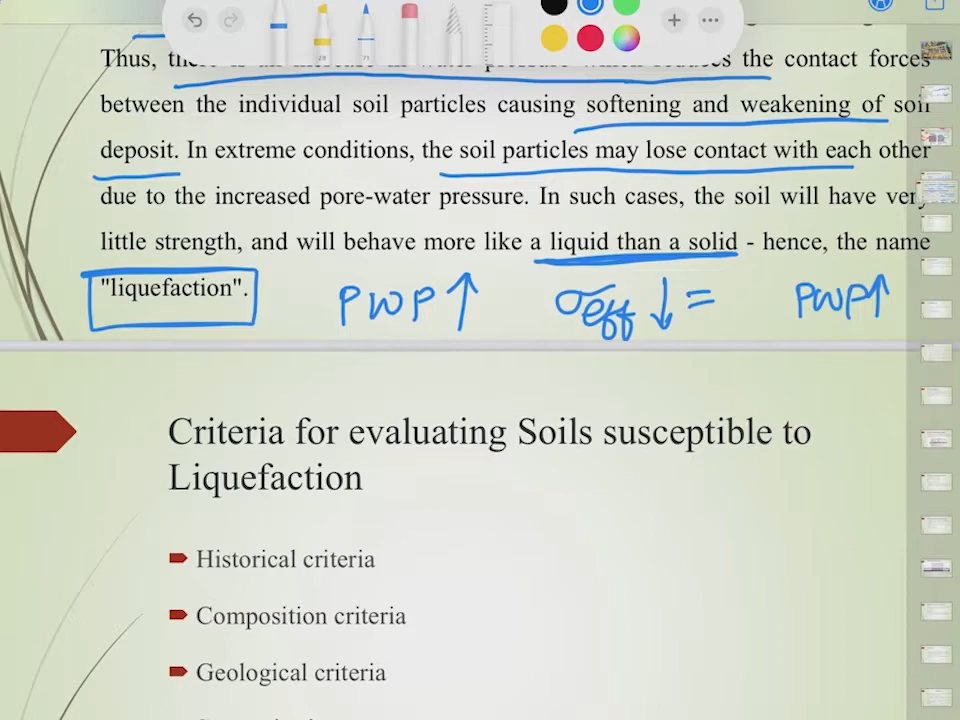 Thus, the contact forces
between the individual soil particles causing softening and weakening of soil
deposit. In extreme conditions, the soil particles may lose contact with each other
due to the increased pore-water pressure. In such cases, the soil will have very
little strength, and will behave more like a liquid than a solid - hence, the name
"liquefaction".
PWP↑ σeff↓ = PWP↑
Criteria for evaluating Soils susceptible to
Liquefaction
Historical criteria
Composition criteria
Geological criteria